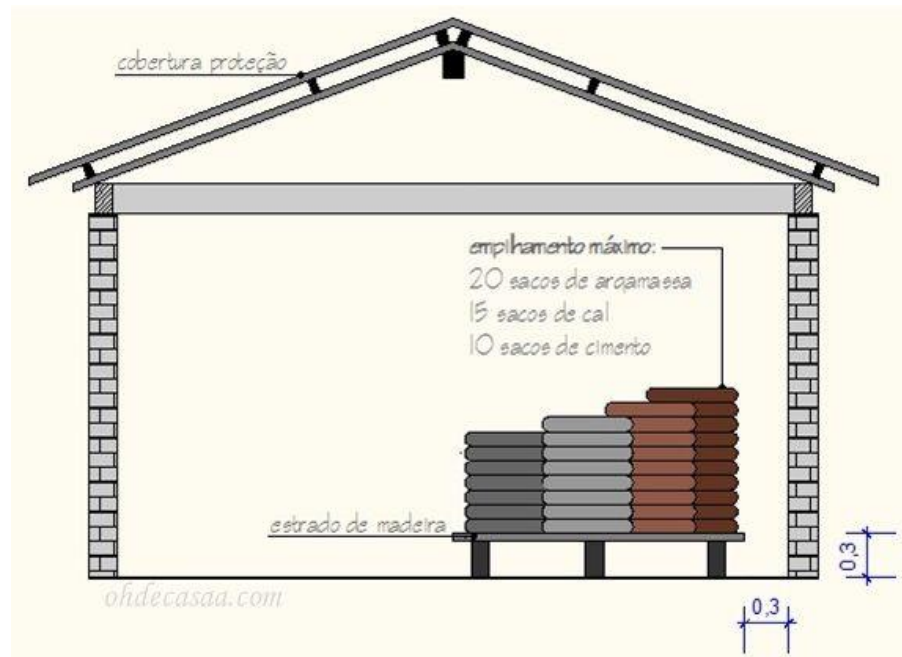 cobertura proteção
empilhamento máximo:
20 sacos de argamassa
15 sacos de cal
10 sacos de cimento
estrado de madeira
0,3
ohdecasaa.com
0,3